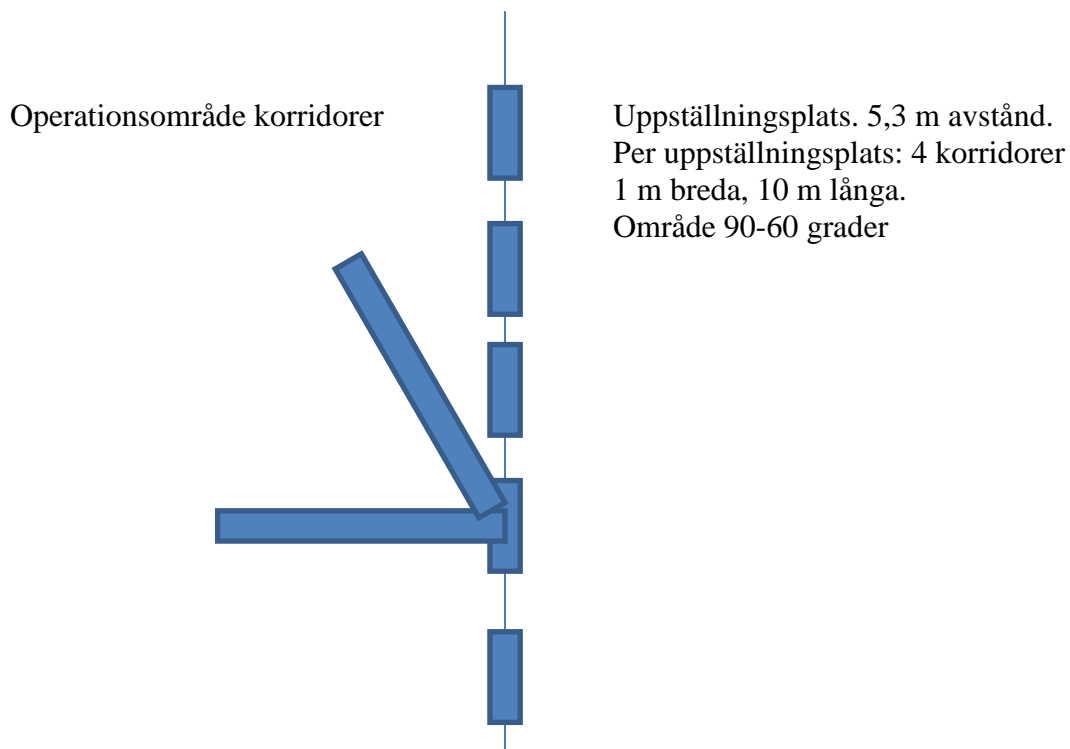 Operationsområde korridorer
Uppställningsplats. 5,3 m avstånd.
Per uppställningsplats: 4 korridorer
1 m breda, 10 m långa.
Område 90-60 grader